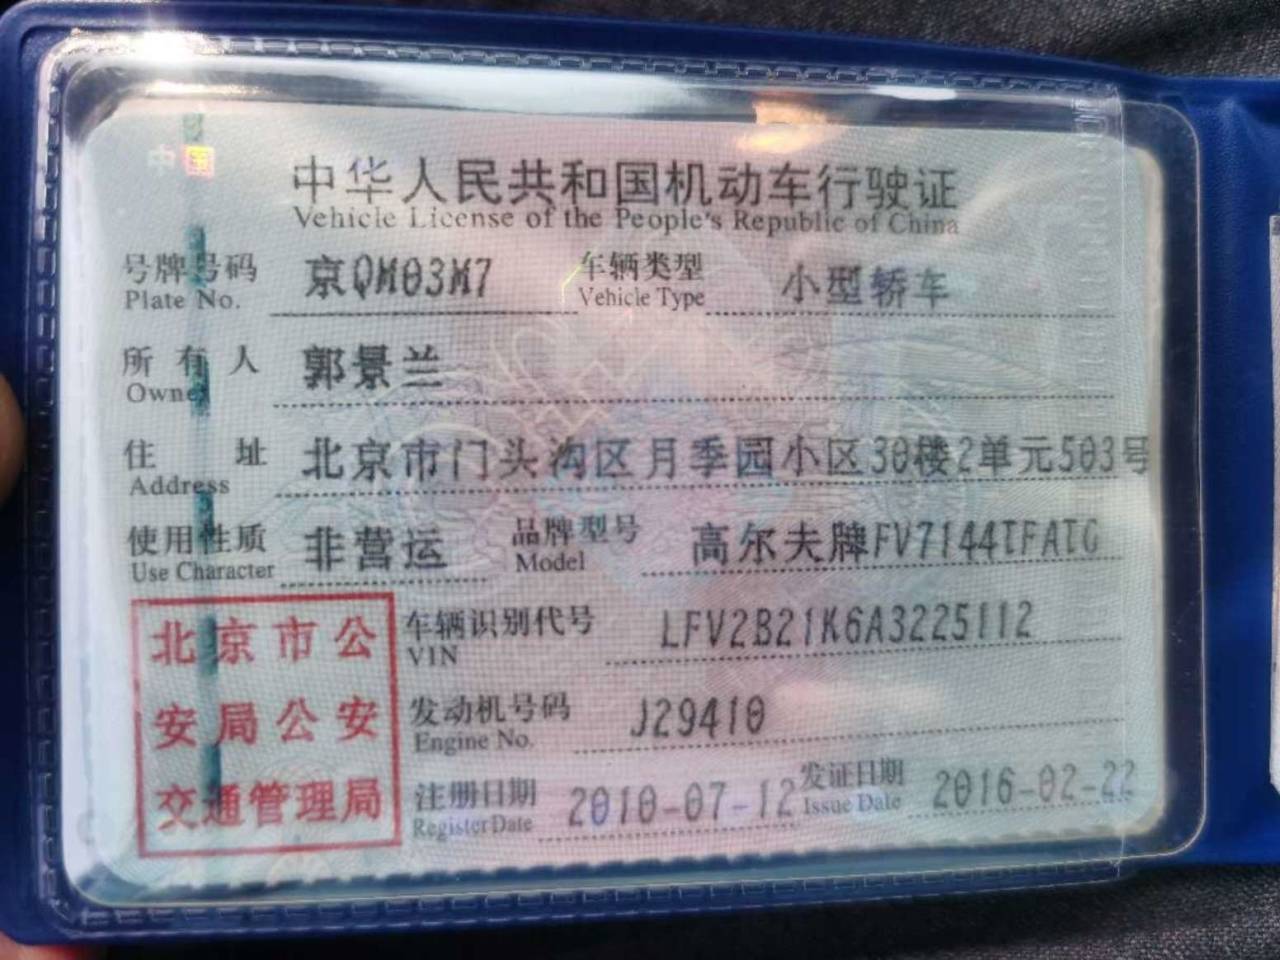 中国
中华人民共和国机动车行驶证
Vehicle License of the People's Republic of China
号牌号码 京QM03M7 车辆类型 小型轿车
Plate No. Vehicle Type
所有人 郭景兰
Owner
住址 北京市门头沟区月季园小区30楼2单元503号
Address
使用性质 非营运 品牌型号 高尔夫牌FV7144TFATG
Use Character Model
北京市公
安局公安
交通管理局
车辆识别代号 LFV2B21K6A3225112
VIN
发动机号码 J29410
Engine No.
注册日期 2010-07-12 发证日期 2016-02-22
Register Date Issue Date